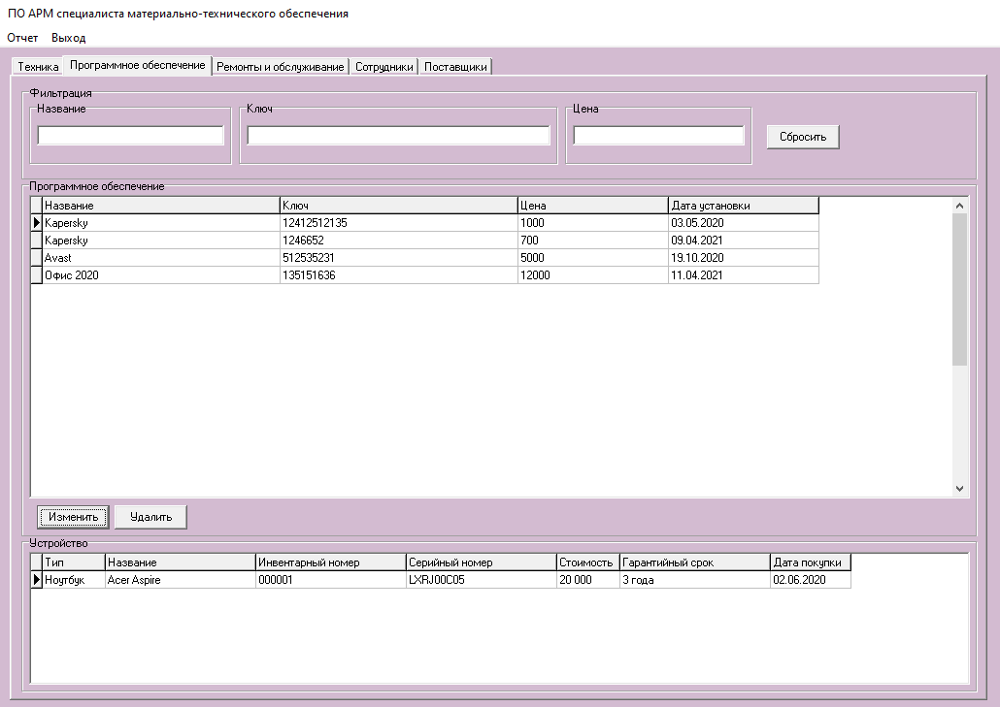 ПО АРМ специалиста материально-технического обеспечения
Отчет Выход
Техника Программное обеспечение Ремонты и обслуживание Сотрудники Поставщики
Фильтрация
Название Ключ Цена
Сбросить
Программное обеспечение
Название Ключ Цена Дата установки
Kapersky 12412512135 1000 03.05.2020
Kapersky 1246652 700 09.04.2021
Avast 512535231 5000 19.10.2020
Офис 2020 135151636 12000 11.04.2021
Изменить Удалить
Устройство
Тип Название Инвентарный номер Серийный номер Стоимость Гарантийный срок Дата покупки
Ноутбук Acer Aspire 000001 LXRJ00C05 20 000 3 года 02.06.2020